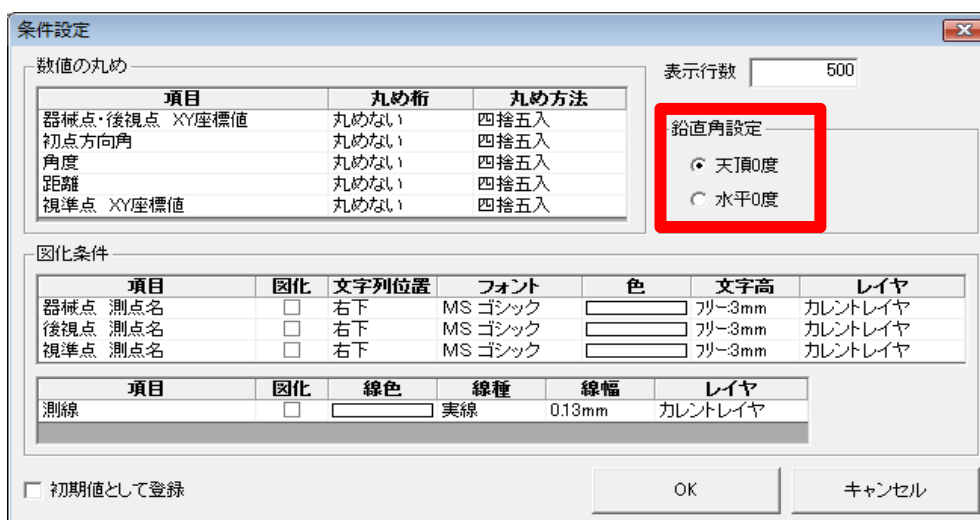 条件設定
数値の丸め
項目 丸め桁 丸め方法
器械点・後視点 XY座標値 丸めない 四捨五入
初点方向角 丸めない 四捨五入
角度 丸めない 四捨五入
距離 丸めない 四捨五入
視準点 XY座標値 丸めない 四捨五入
表示行数 500
鉛直角設定
天頂0度
水平0度
図化条件
項目 図化 文字列位置 フォント 色 文字高 レイヤ
器械点 測点名 右下 MS ゴシック フリー:3mm カレントレイヤ
後視点 測点名 右下 MS ゴシック フリー:3mm カレントレイヤ
視準点 測点名 右下 MS ゴシック フリー:3mm カレントレイヤ
項目 図化 線色 線種 線幅 レイヤ
測線 実線 0.13mm カレントレイヤ
初期値として登録
OK
キャンセル